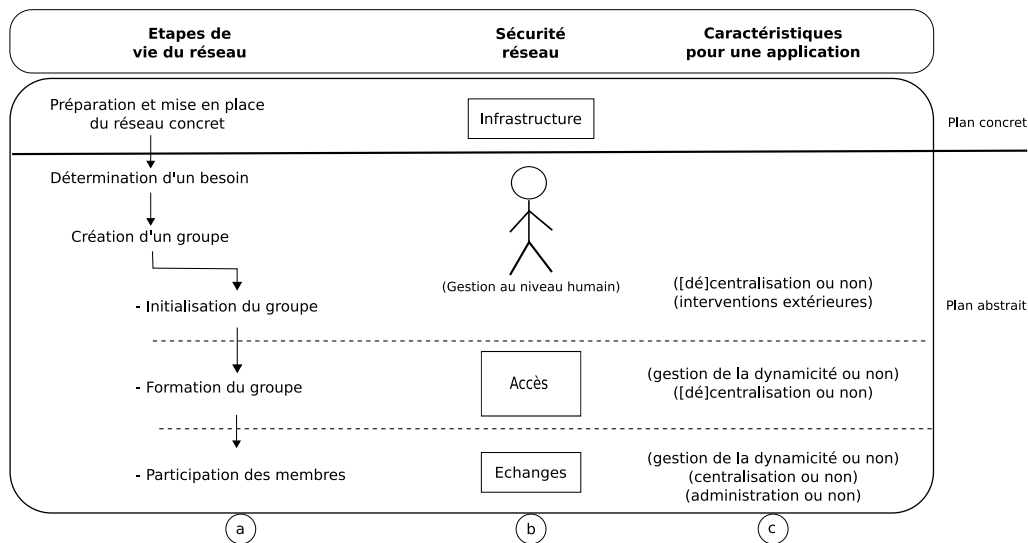 Etapes de
vie du réseau
Sécurité
réseau
Caractéristiques
pour une application
Préparation et mise en place
du réseau concret
Infrastructure
Plan concret
Détermination d'un besoin
Création d'un groupe
(Gestion au niveau humain)
- Initialisation du groupe
([dé]centralisation ou non)
(interventions extérieures)
Plan abstrait
- Formation du groupe
Accès
(gestion de la dynamicité ou non)
([dé]centralisation ou non)
- Participation des membres
Echanges
(gestion de la dynamicité ou non)
(centralisation ou non)
(administration ou non)
a
b
c